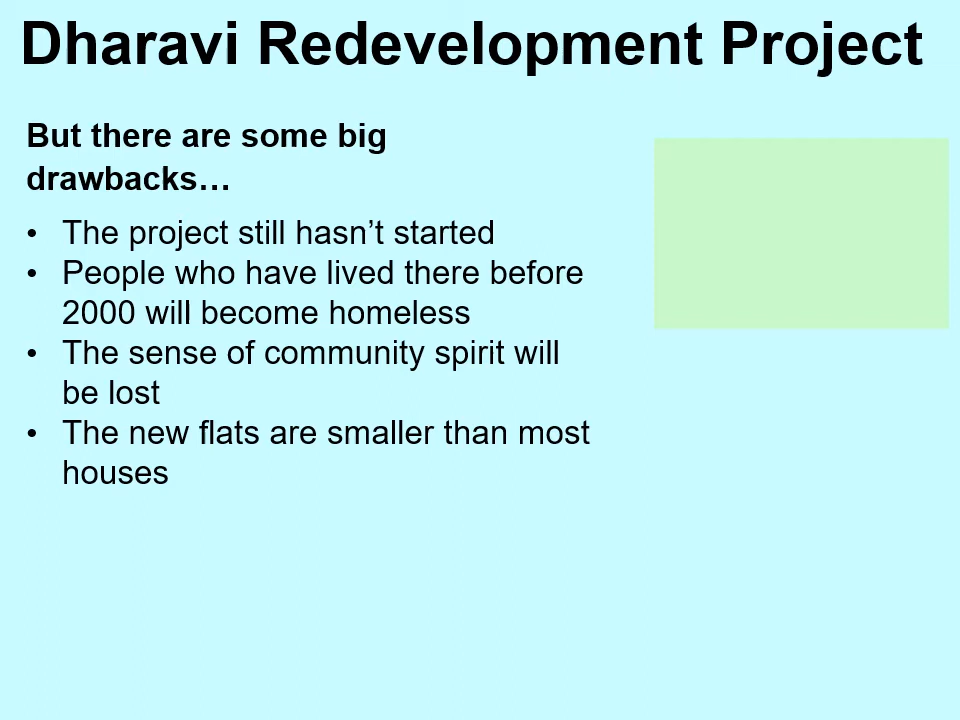 Dharavi Redevelopment Project
But there are some big
drawbacks…
• The project still hasn’t started
• People who have lived there before
2000 will become homeless
• The sense of community spirit will
be lost
• The new flats are smaller than most
houses